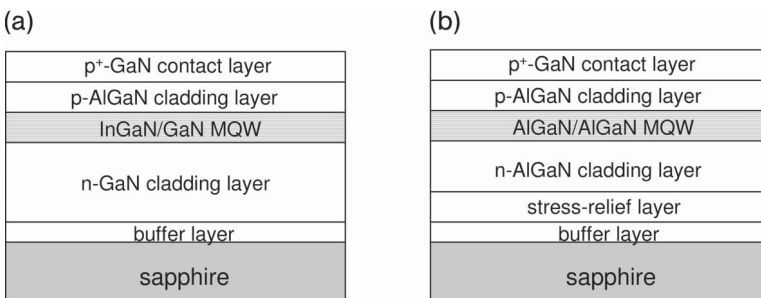 (a)
p⁺-GaN contact layer
p-AlGaN cladding layer
InGaN/GaN MQW
n-GaN cladding layer
buffer layer
sapphire
(b)
p⁺-GaN contact layer
p-AlGaN cladding layer
AlGaN/AlGaN MQW
n-AlGaN cladding layer
stress-relief layer
buffer layer
sapphire